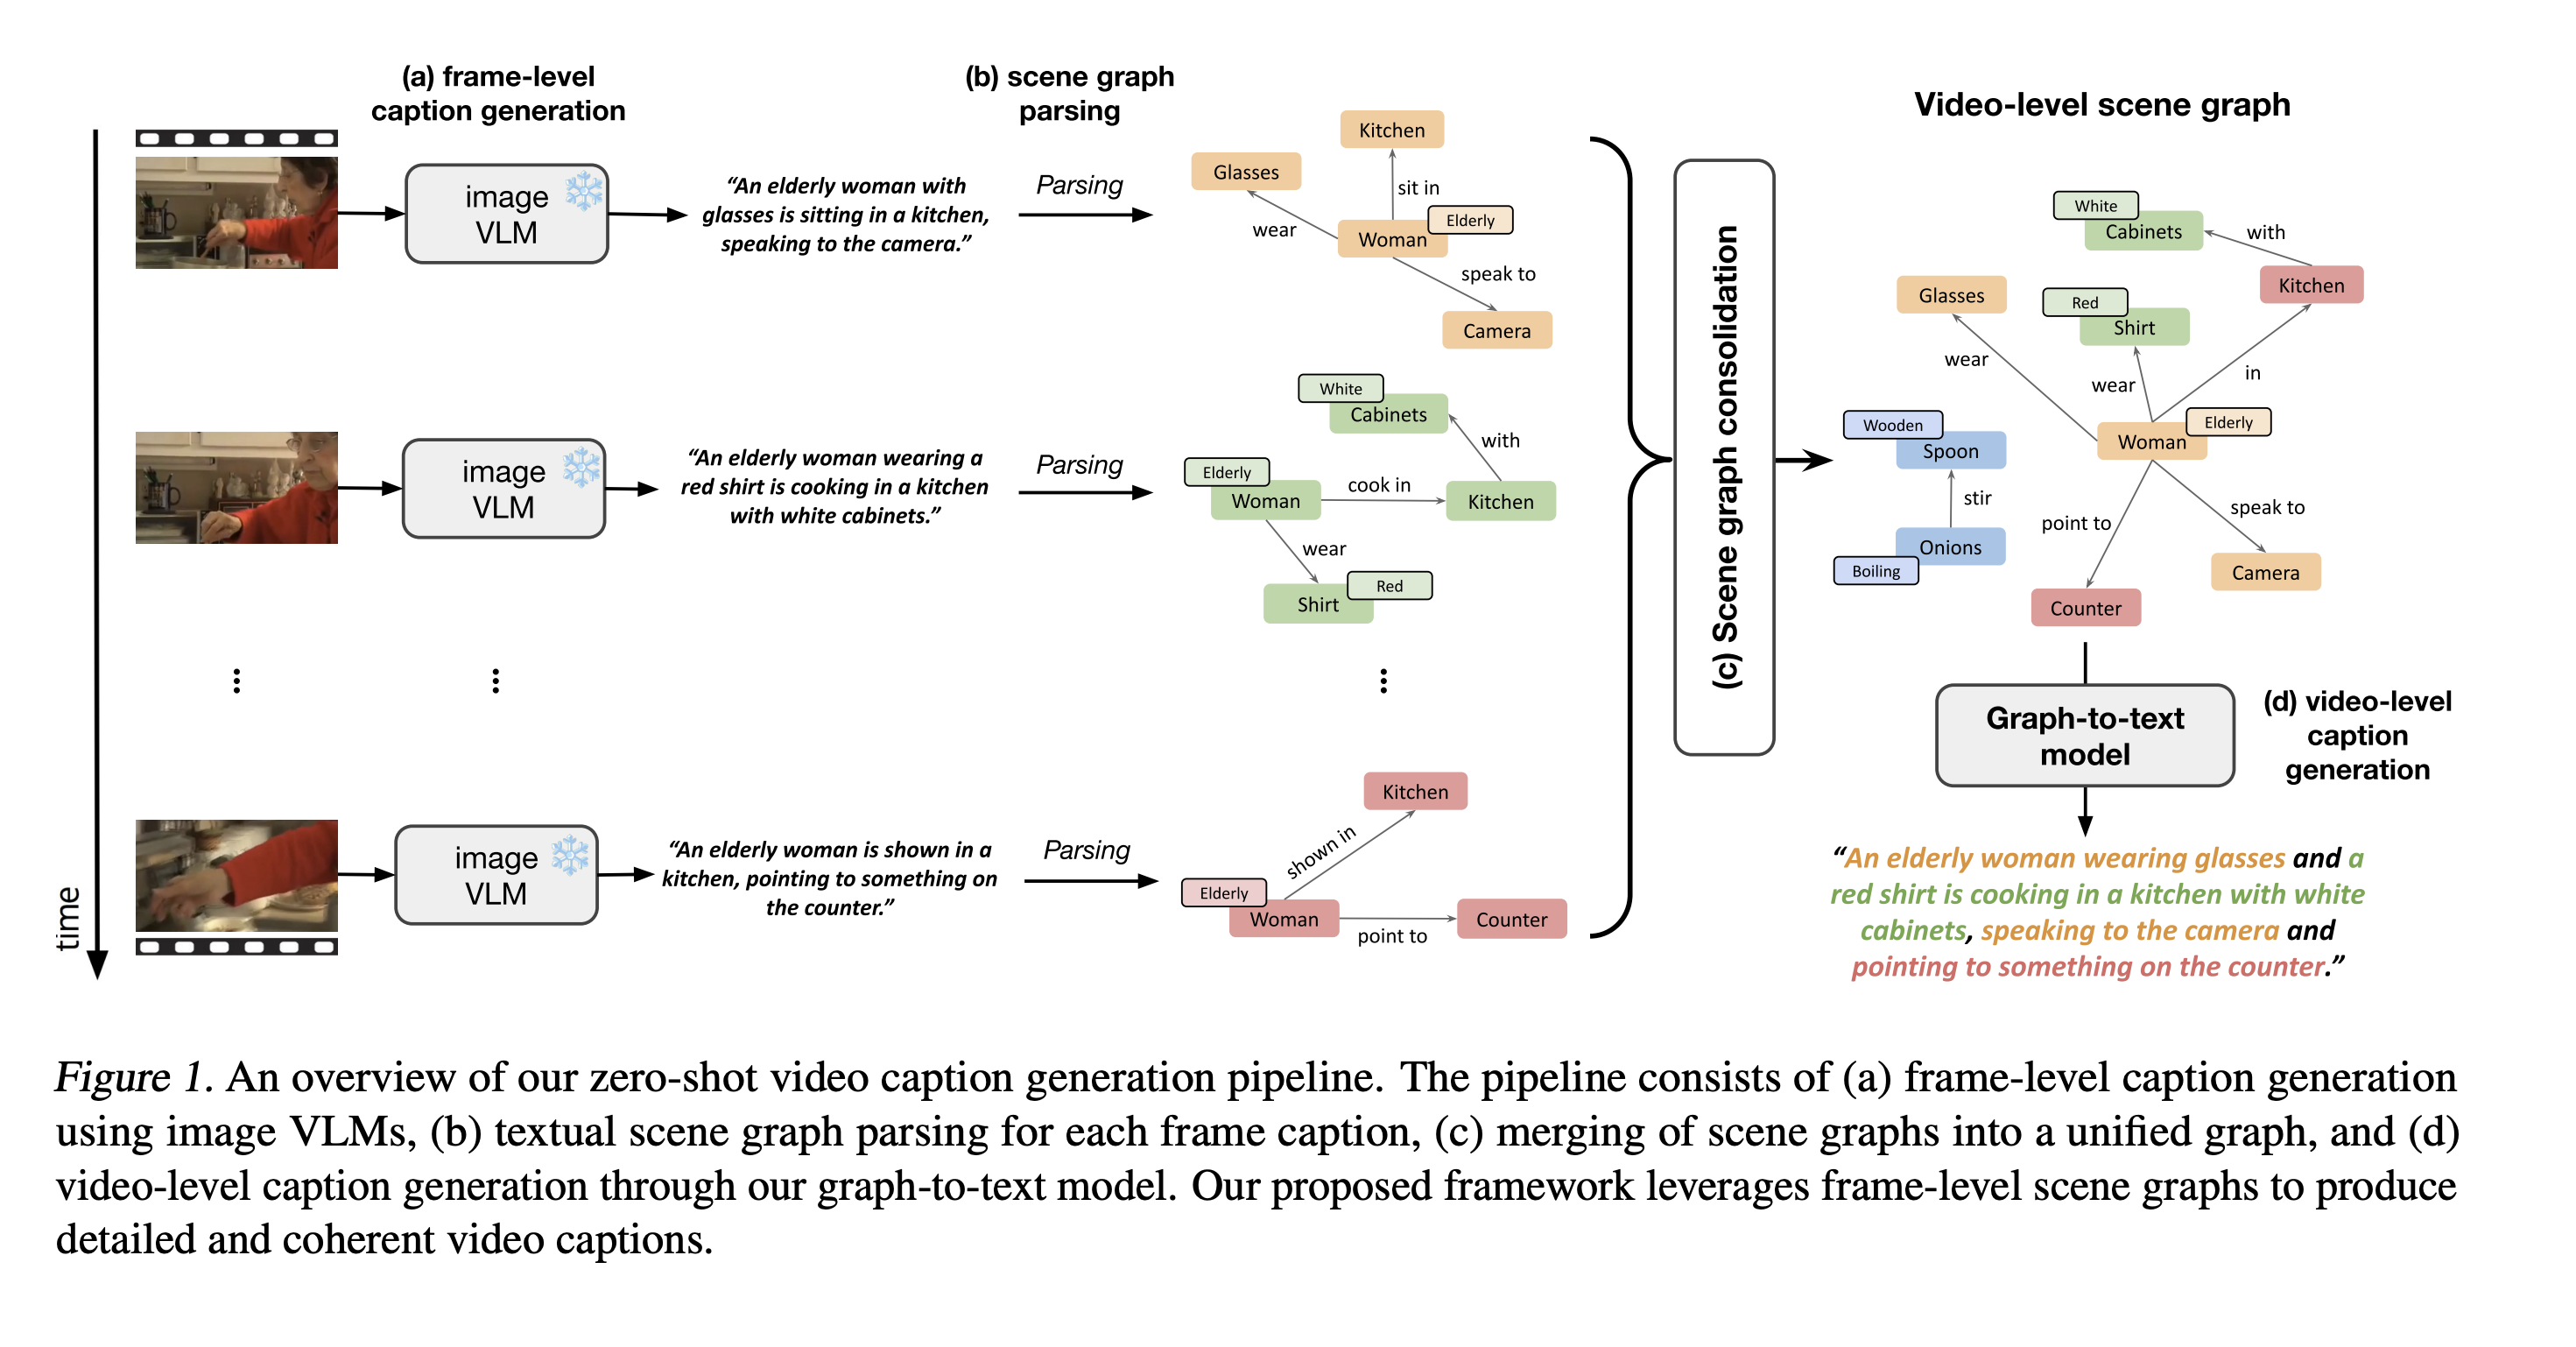 (a) frame-level
caption generation
(b) scene graph
parsing
Video-level scene graph
time
image
VLM
“An elderly woman with
glasses is sitting in a kitchen,
speaking to the camera.”
Parsing
Kitchen
Glasses
sit in
Elderly
wear
Woman
speak to
Camera
image
VLM
“An elderly woman wearing a
red shirt is cooking in a kitchen
with white cabinets.”
Parsing
White
Cabinets
with
Elderly
Woman
cook in
Kitchen
wear
Red
Shirt
image
VLM
“An elderly woman is shown in a
kitchen, pointing to something on
the counter.”
Parsing
Kitchen
shown in
Elderly
Woman
point to
Counter
(c) Scene graph consolidation
White
Cabinets
with
Kitchen
Glasses
Red
Shirt
wear
wear
in
Wooden
Spoon
Elderly
Woman
stir
point to
speak to
Onions
Boiling
Camera
Counter
Graph-to-text
model
(d) video-level
caption
generation
“An elderly woman wearing glasses and a
red shirt is cooking in a kitchen with white
cabinets, speaking to the camera and
pointing to something on the counter.”
Figure 1. An overview of our zero-shot video caption generation pipeline. The pipeline consists of (a) frame-level caption generation
using image VLMs, (b) textual scene graph parsing for each frame caption, (c) merging of scene graphs into a unified graph, and (d)
video-level caption generation through our graph-to-text model. Our proposed framework leverages frame-level scene graphs to produce
detailed and coherent video captions.